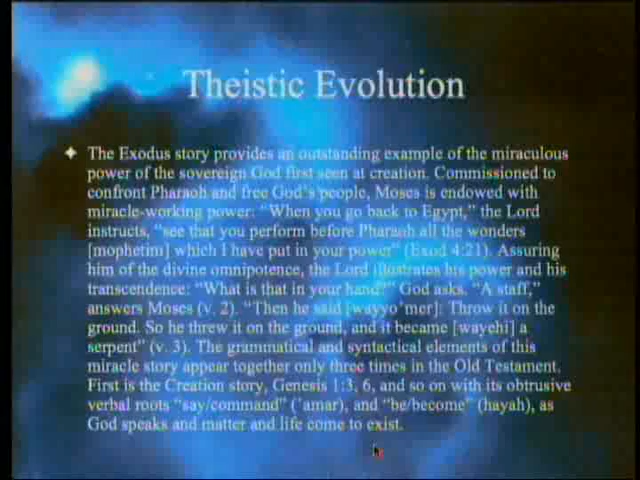 Theistic Evolution
The Exodus story provides an outstanding example of the miraculous
power of the sovereign God first seen at creation. Commissioned to
confront Pharaoh and free God's people, Moses is endowed with
miracle-working power: “When you go back to Egypt,” the Lord
instructs, “see that you perform before Pharaoh all the wonders
[mophetim] which I have put in your power” (Exod 4:21). Assuring
him of the divine omnipotence, the Lord illustrates his power and his
transcendence: “What is that in your hand?” God asks. “A staff,”
answers Moses (v. 2). “Then he said [wayyo’mer]: Throw it on the
ground. So he threw it on the ground, and it became [wayehi] a
serpent” (v. 3). The grammatical and syntactical elements of this
miracle story appear together only three times in the Old Testament.
First is the Creation story, Genesis 1:3, 6, and so on with its obtrusive
verbal roots “say/command” (’amar), and “be/become” (hayah), as
God speaks and matter and life come to exist.